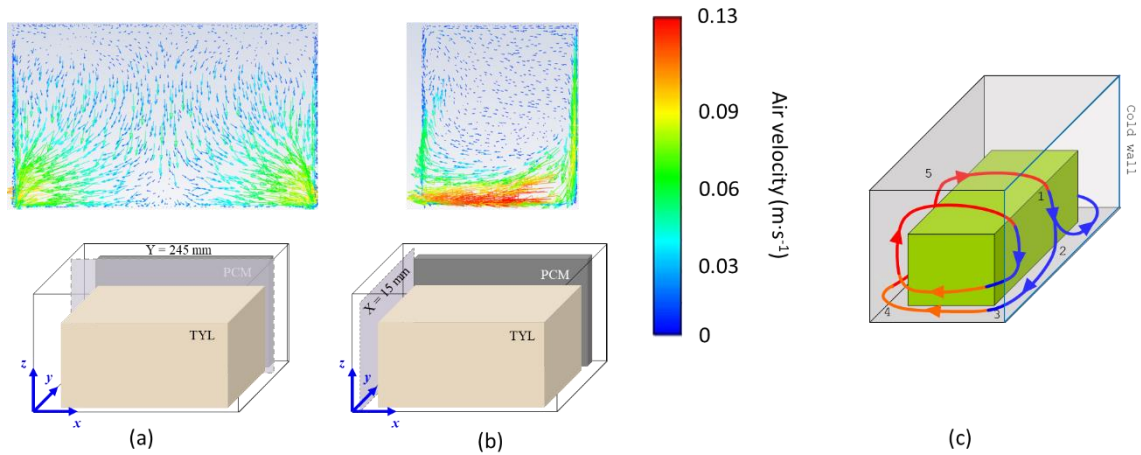 0.13
0.09
0.06
0.03
0
Air velocity (m·s⁻¹)
Y = 245 mm
PCM
TYL
z
y
x
(a)
X = 15 mm
PCM
TYL
z
y
x
(b)
Cold wall
5
1
2
3
4
(c)